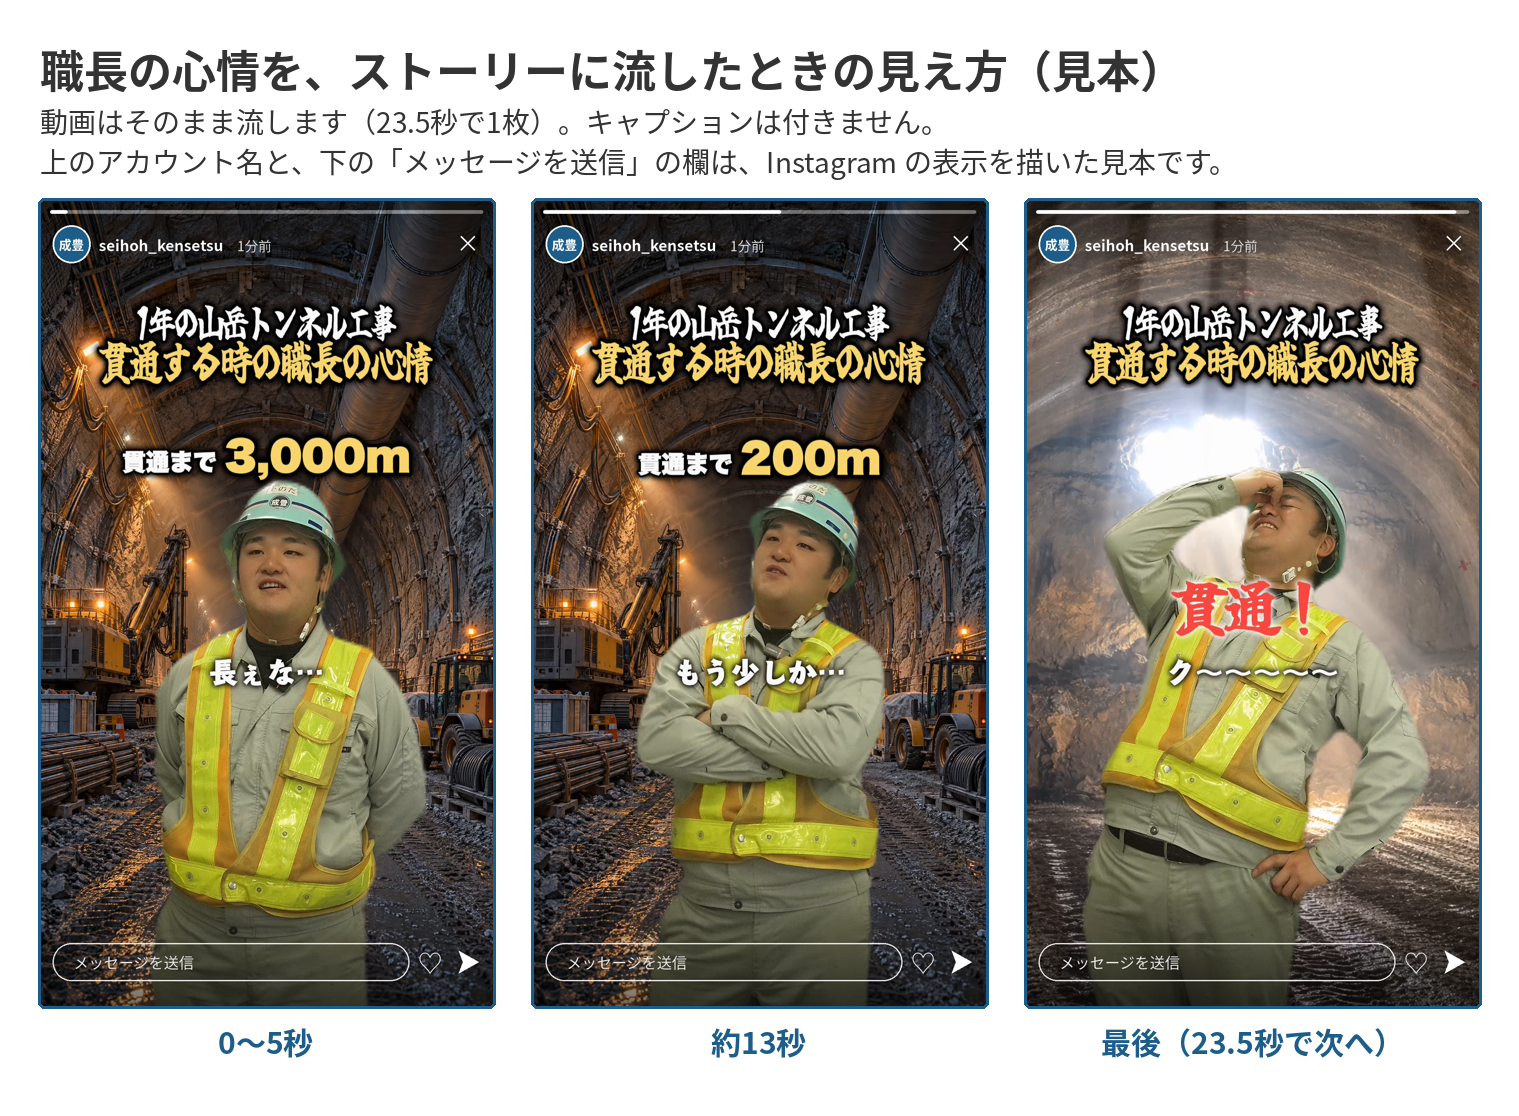 職長の心情を、ストーリーに流したときの見え方（見本）
動画はそのまま流します（23.5秒で1枚）。キャプションは付きません。
上のアカウント名と、下の「メッセージを送信」の欄は、Instagram の表示を描いた見本です。
成豊 seihoh_kensetsu 1分前
1年の山岳トンネル工事
貫通する時の職長の心情
貫通まで 3,000m
成豊
長ぇな…
メッセージを送信
0〜5秒
成豊 seihoh_kensetsu 1分前
1年の山岳トンネル工事
貫通する時の職長の心情
貫通まで 200m
成豊
もう少しか…
メッセージを送信
約13秒
成豊 seihoh_kensetsu 1分前
1年の山岳トンネル工事
貫通する時の職長の心情
貫通！
ク〜〜〜〜〜
メッセージを送信
最後（23.5秒で次へ）